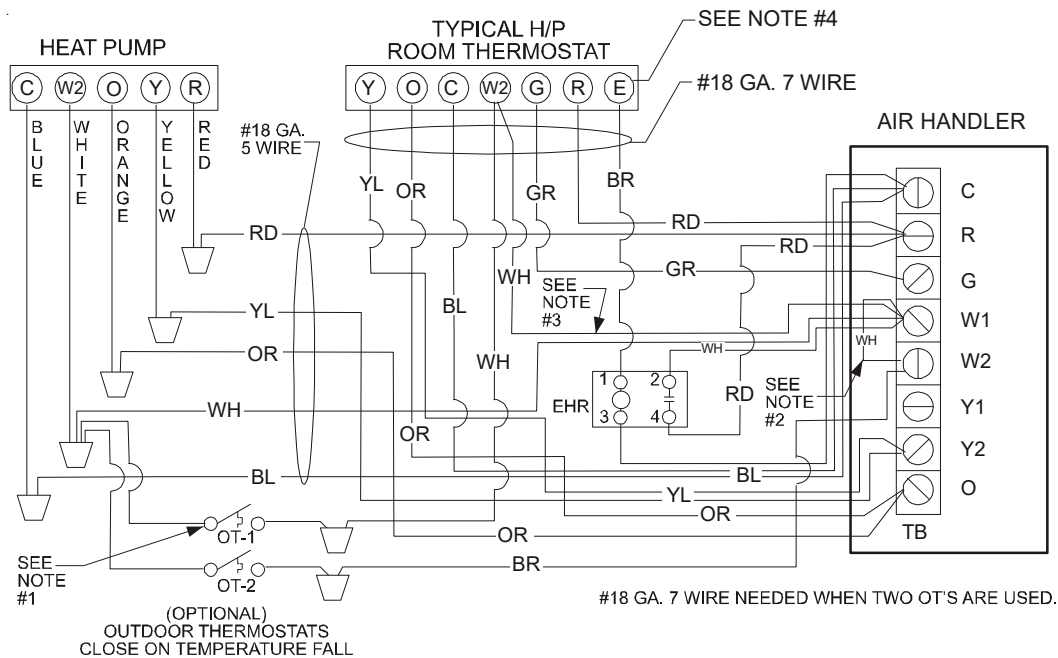 HEAT PUMP
C W2 O Y R
BLUE
WHITE
ORANGE
YELLOW
RED
#18 GA.
5 WIRE
TYPICAL H/P
ROOM THERMOSTAT
Y O C W2 G R E
SEE NOTE #4
#18 GA. 7 WIRE
AIR HANDLER
C
R
G
W1
W2
Y1
Y2
O
TB
YL
OR
GR
BR
RD
RD
RD
GR
WH
SEE
NOTE
#3
YL
BL
OR
WH
WH
WH
SEE
NOTE
#2
RD
1 2
EHR
3 4
WH
OR
BL
BL
YL
OR
OR
BR
OT-1
OT-2
SEE
NOTE
#1
(OPTIONAL)
OUTDOOR THERMOSTATS
CLOSE ON TEMPERATURE FALL
#18 GA. 7 WIRE NEEDED WHEN TWO OT'S ARE USED.